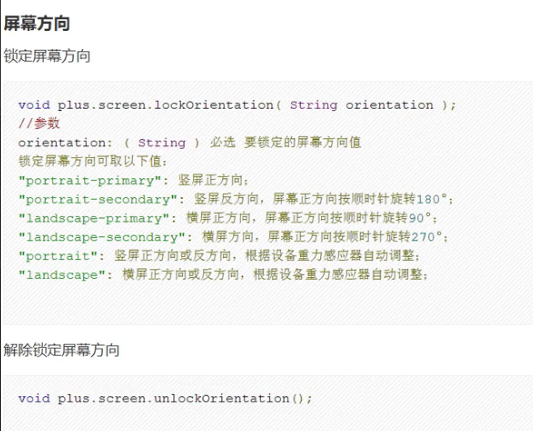 屏幕方向
锁定屏幕方向
void plus.screen.lockOrientation( String orientation );
//参数
orientation: ( String ) 必选 要锁定的屏幕方向值
锁定屏幕方向可取以下值:
"portrait-primary": 竖屏正方向;
"portrait-secondary": 竖屏反方向，屏幕正方向按顺时针旋转180°;
"landscape-primary": 横屏正方向，屏幕正方向按顺时针旋转90°;
"landscape-secondary": 横屏方向，屏幕正方向按顺时针旋转270°;
"portrait": 竖屏正方向或反方向，根据设备重力感应器自动调整;
"landscape": 横屏正方向或反方向，根据设备重力感应器自动调整;
解除锁定屏幕方向
void plus.screen.unlockOrientation();